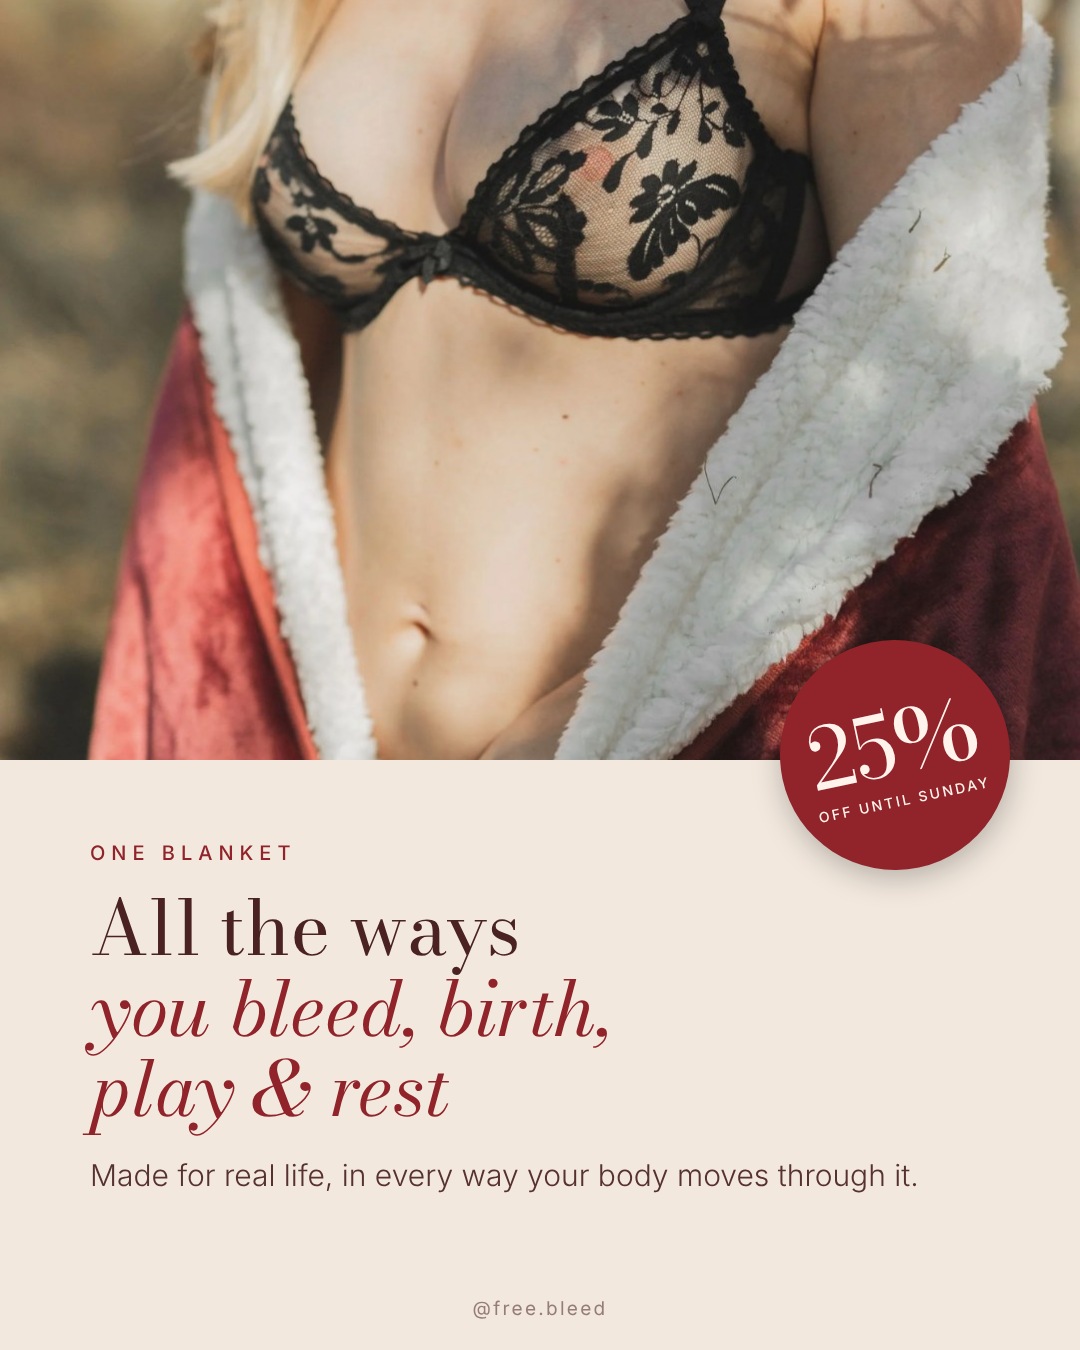 25%
OFF UNTIL SUNDAY
ONE BLANKET
All the ways
you bleed, birth,
play & rest
Made for real life, in every way your body moves through it.
@free.bleed